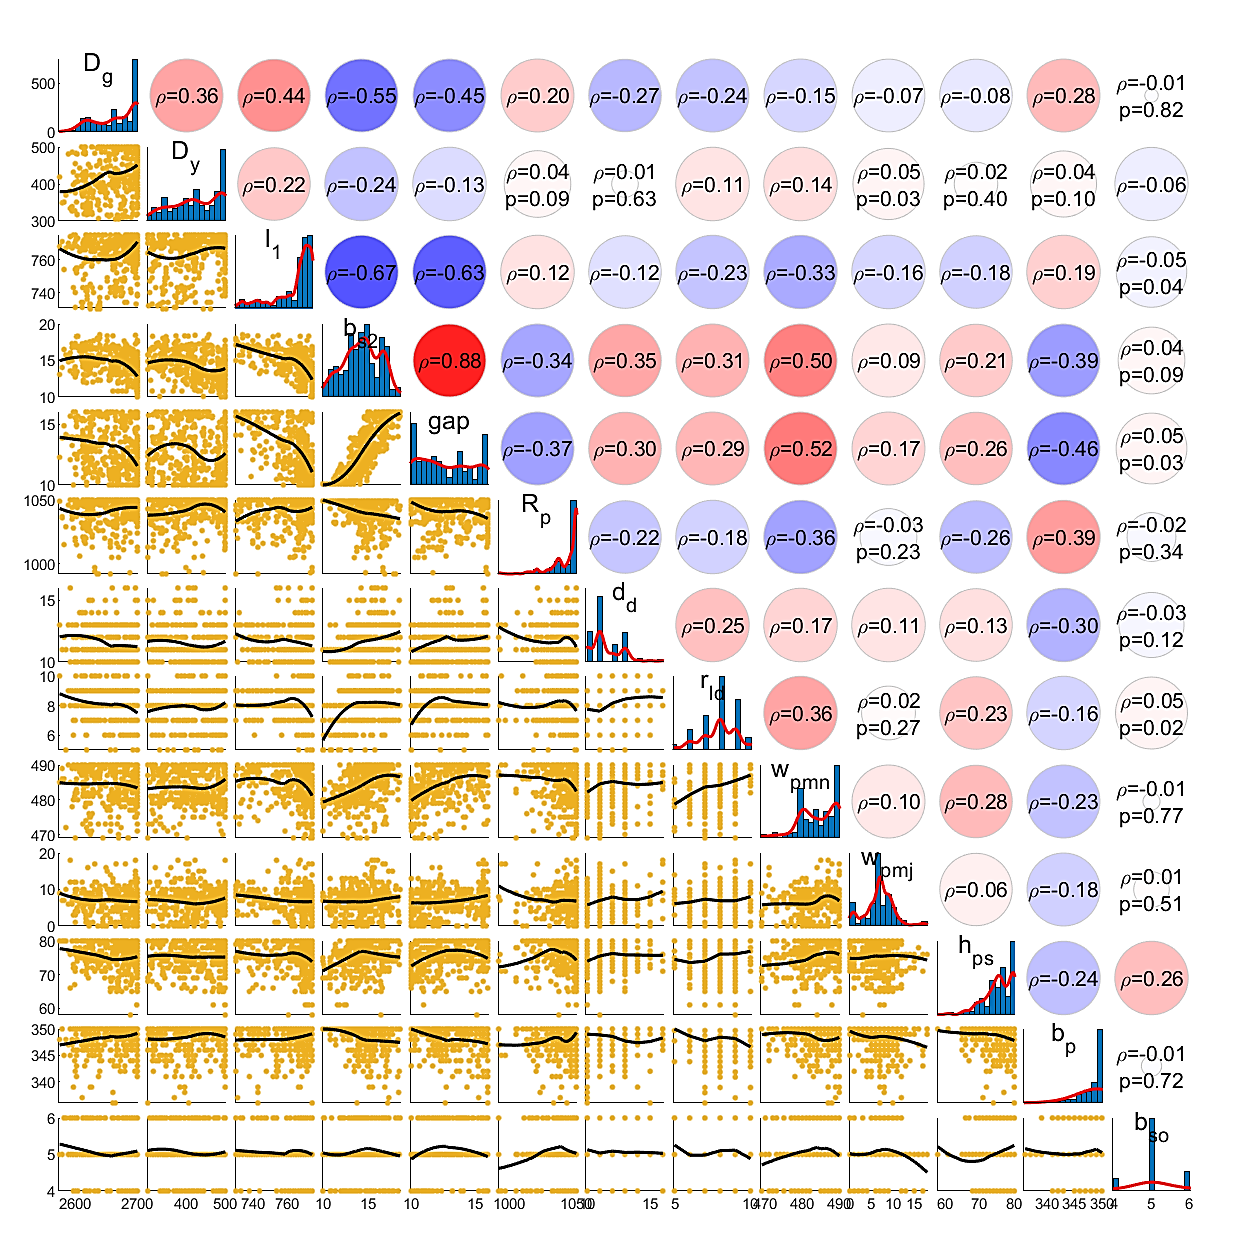 D_g
500
0
ρ=0.36
ρ=0.44
ρ=-0.55
ρ=-0.45
ρ=0.20
ρ=-0.27
ρ=-0.24
ρ=-0.15
ρ=-0.07
ρ=-0.08
ρ=0.28
ρ=-0.01
p=0.82
500
400
300
D_y
ρ=0.22
ρ=-0.24
ρ=-0.13
ρ=0.04
p=0.09
ρ=0.01
p=0.63
ρ=0.11
ρ=0.14
ρ=0.05
p=0.03
ρ=0.02
p=0.40
ρ=0.04
p=0.10
ρ=-0.06
760
740
l_1
ρ=-0.67
ρ=-0.63
ρ=0.12
ρ=-0.12
ρ=-0.23
ρ=-0.33
ρ=-0.16
ρ=-0.18
ρ=0.19
ρ=-0.05
p=0.04
20
15
10
b_s2
ρ=0.88
ρ=-0.34
ρ=0.35
ρ=0.31
ρ=0.50
ρ=0.09
ρ=0.21
ρ=-0.39
ρ=0.04
p=0.09
15
10
gap
ρ=-0.37
ρ=0.30
ρ=0.29
ρ=0.52
ρ=0.17
ρ=0.26
ρ=-0.46
ρ=0.05
p=0.03
1050
1000
R_p
ρ=-0.22
ρ=-0.18
ρ=-0.36
ρ=-0.03
p=0.23
ρ=-0.26
ρ=0.39
ρ=-0.02
p=0.34
15
10
d_d
ρ=0.25
ρ=0.17
ρ=0.11
ρ=0.13
ρ=-0.30
ρ=-0.03
p=0.12
10
8
6
r_ld
ρ=0.36
ρ=0.02
p=0.27
ρ=0.23
ρ=-0.16
ρ=0.05
p=0.02
490
480
470
w_pmn
ρ=0.10
ρ=0.28
ρ=-0.23
ρ=-0.01
p=0.77
20
10
0
w_pmj
ρ=0.06
ρ=-0.18
ρ=0.01
p=0.51
80
70
60
h_ps
ρ=-0.24
ρ=0.26
350
345
340
b_p
ρ=-0.01
p=0.72
6
5
4
b_so
2600 2700 400 500 740 760 10 15 1000 1050 10 15 5 10 470 480 490 0 5 10 15 60 70 80 340 345 350 4 5 6